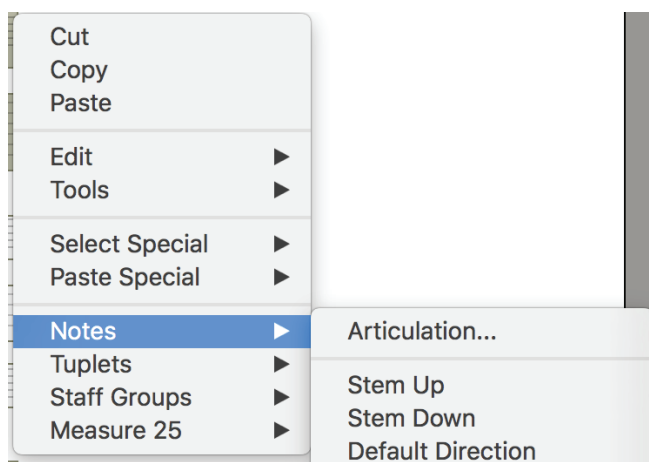 Cut
Copy
Paste
Edit
Tools
Select Special
Paste Special
Notes
Tuplets
Staff Groups
Measure 25
Articulation...
Stem Up
Stem Down
Default Direction